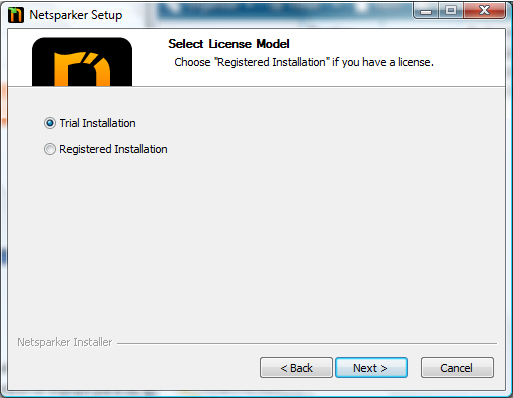 Netsparker Setup
Select License Model
Choose "Registered Installation" if you have a license.
Trial Installation
Registered Installation
Netsparker Installer
< Back
Next >
Cancel